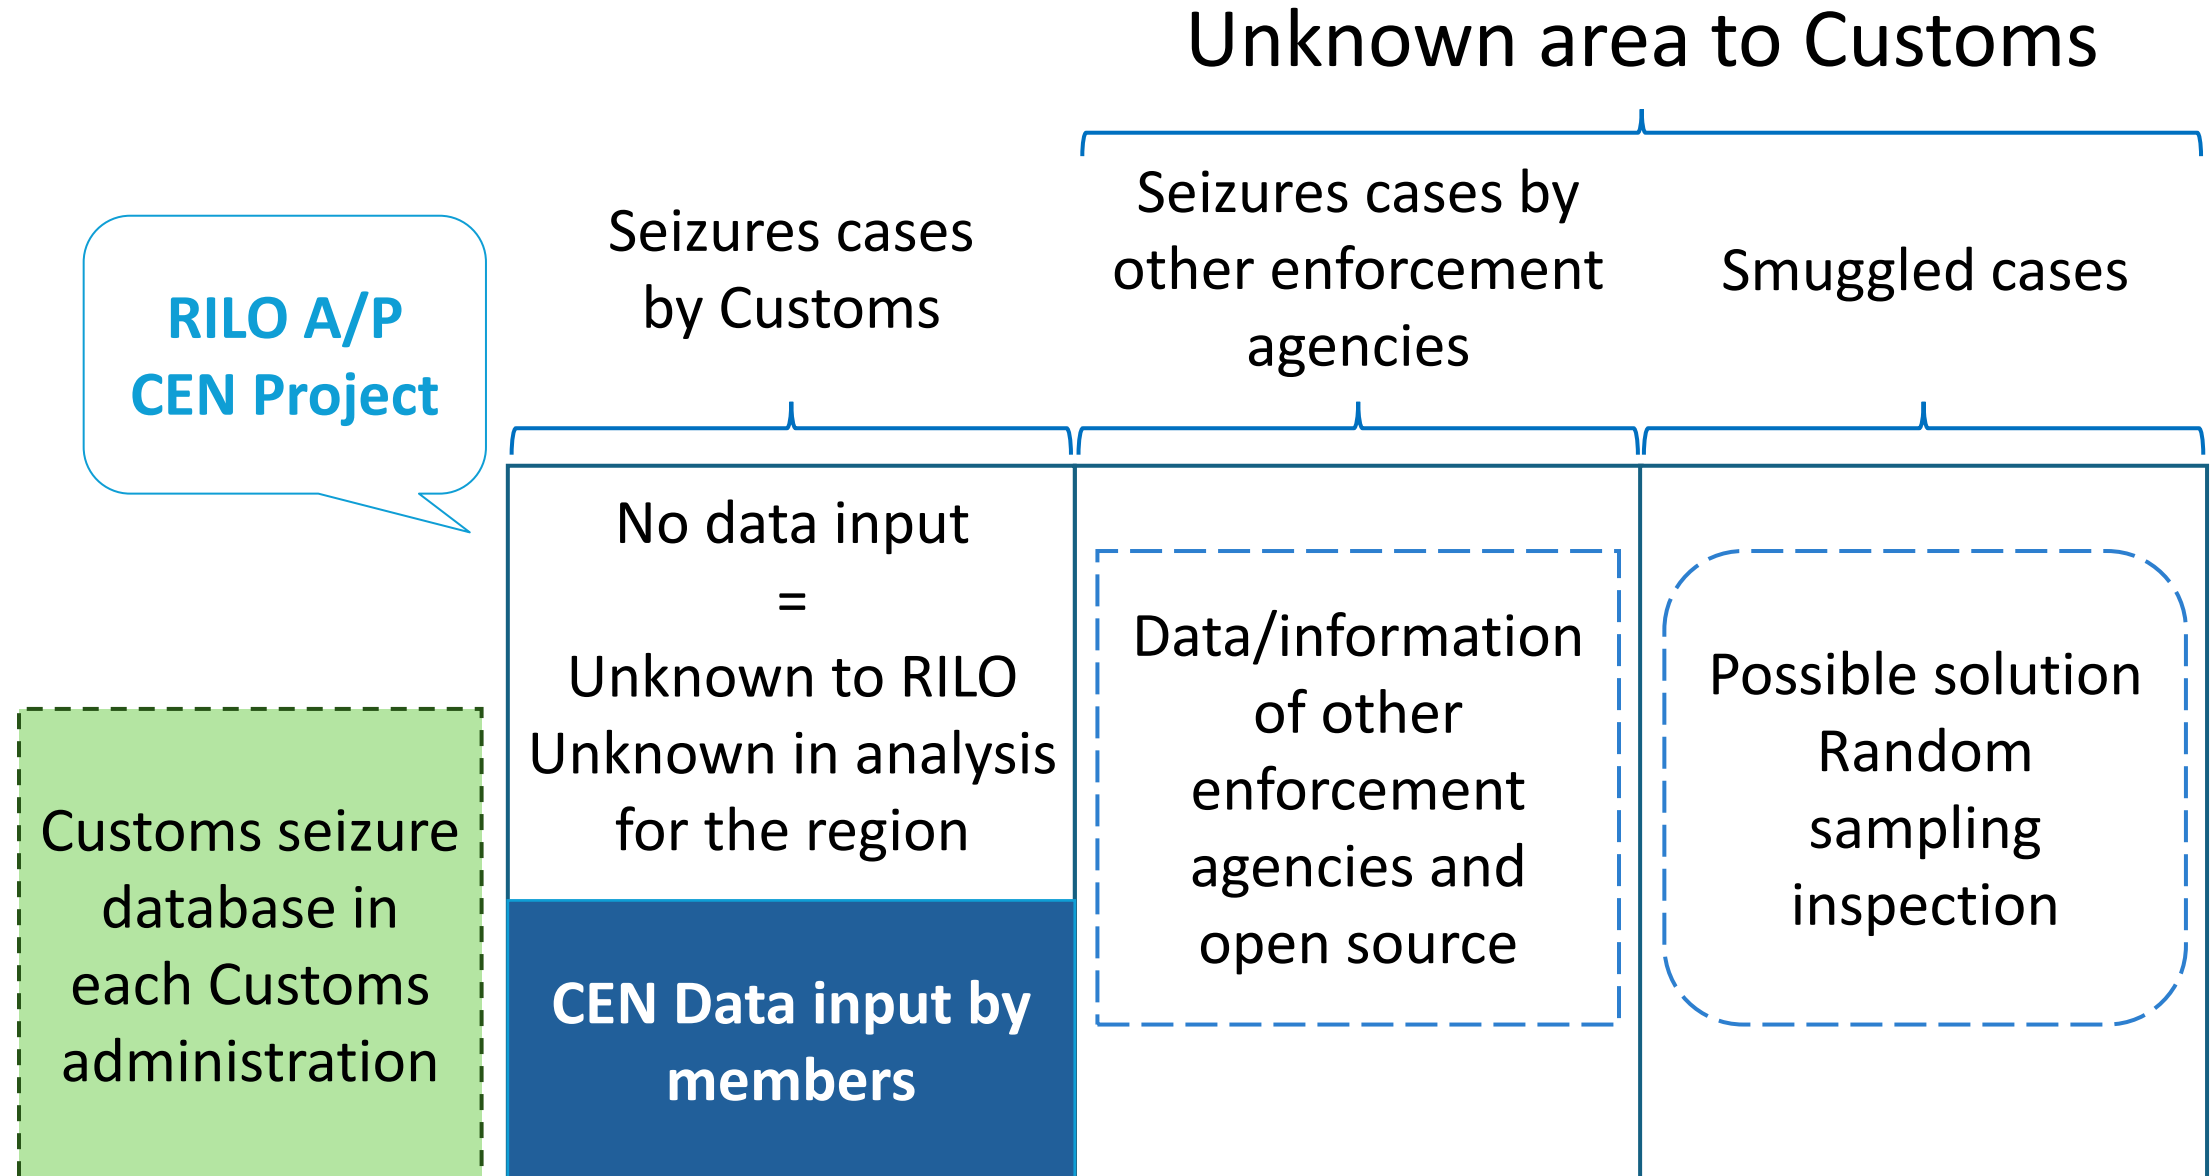 Unknown area to Customs
Seizures cases
by Customs
Seizures cases by
other enforcement
agencies
Smuggled cases
RILO A/P
CEN Project
No data input
=
Unknown to RILO
Unknown in analysis
for the region
CEN Data input by
members
Data/information
of other
enforcement
agencies and
open source
Possible solution
Random
sampling
inspection
Customs seizure
database in
each Customs
administration